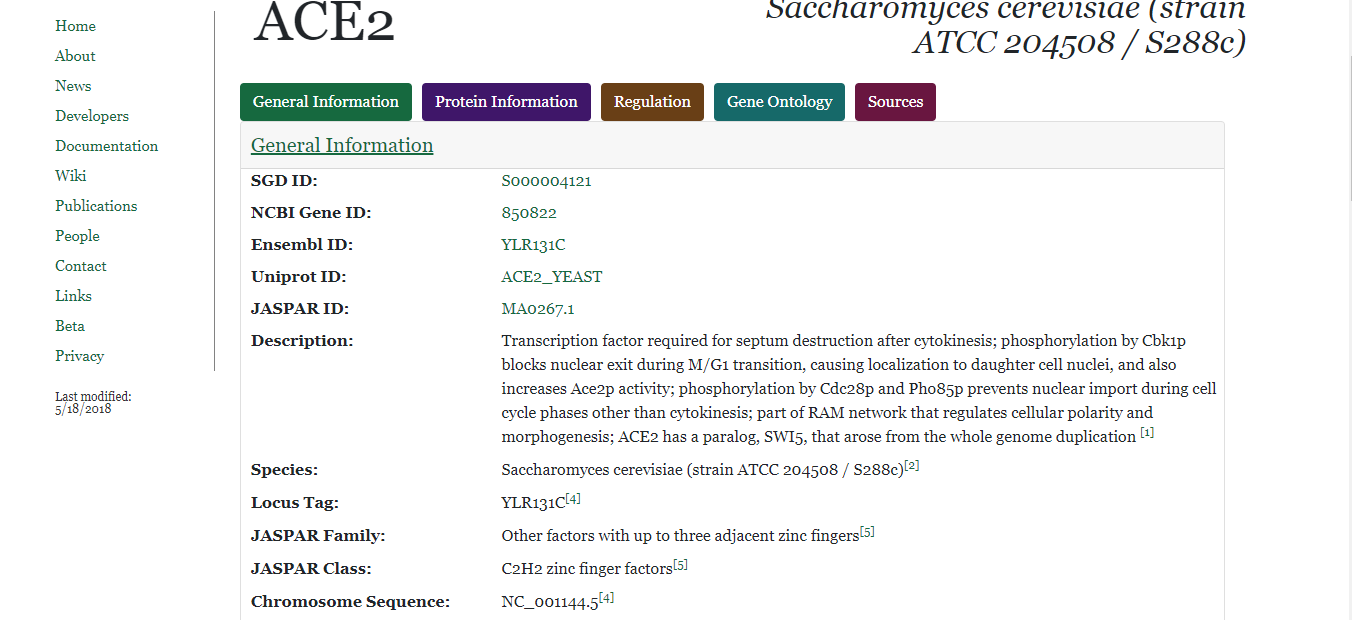 Home
About
News
Developers
Documentation
Wiki
Publications
People
Contact
Links
Beta
Privacy
Last modified:
5/18/2018
ACE2
Saccharomyces cerevisiae (strain
ATCC 204508 / S288c)
General Information Protein Information Regulation Gene Ontology Sources
General Information
SGD ID: S000004121
NCBI Gene ID: 850822
Ensembl ID: YLR131C
Uniprot ID: ACE2_YEAST
JASPAR ID: MA0267.1
Description: Transcription factor required for septum destruction after cytokinesis; phosphorylation by Cbk1p
blocks nuclear exit during M/G1 transition, causing localization to daughter cell nuclei, and also
increases Ace2p activity; phosphorylation by Cdc28p and Pho85p prevents nuclear import during cell
cycle phases other than cytokinesis; part of RAM network that regulates cellular polarity and
morphogenesis; ACE2 has a paralog, SWI5, that arose from the whole genome duplication [1]
Species: Saccharomyces cerevisiae (strain ATCC 204508 / S288c)[2]
Locus Tag: YLR131C[4]
JASPAR Family: Other factors with up to three adjacent zinc fingers[5]
JASPAR Class: C2H2 zinc finger factors[5]
Chromosome Sequence: NC_001144.5[4]